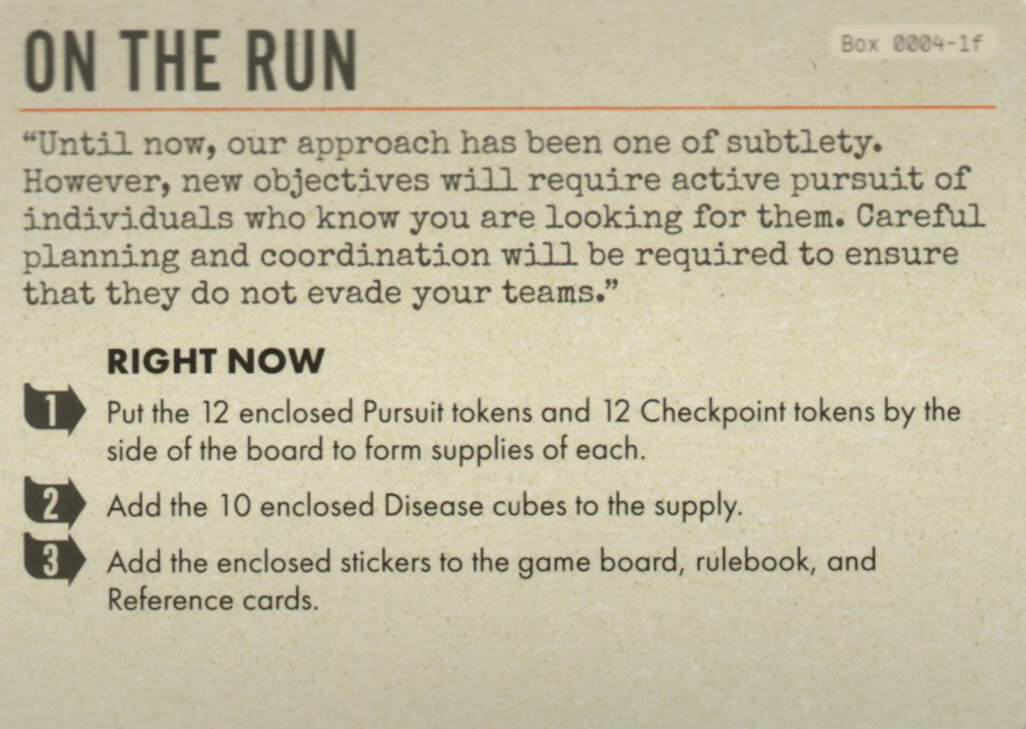 ON THE RUN
Box 0004-1f
“Until now, our approach has been one of subtlety.
However, new objectives will require active pursuit of
individuals who know you are looking for them. Careful
planning and coordination will be required to ensure
that they do not evade your teams.”
RIGHT NOW
1 Put the 12 enclosed Pursuit tokens and 12 Checkpoint tokens by the
side of the board to form supplies of each.
2 Add the 10 enclosed Disease cubes to the supply.
3 Add the enclosed stickers to the game board, rulebook, and
Reference cards.